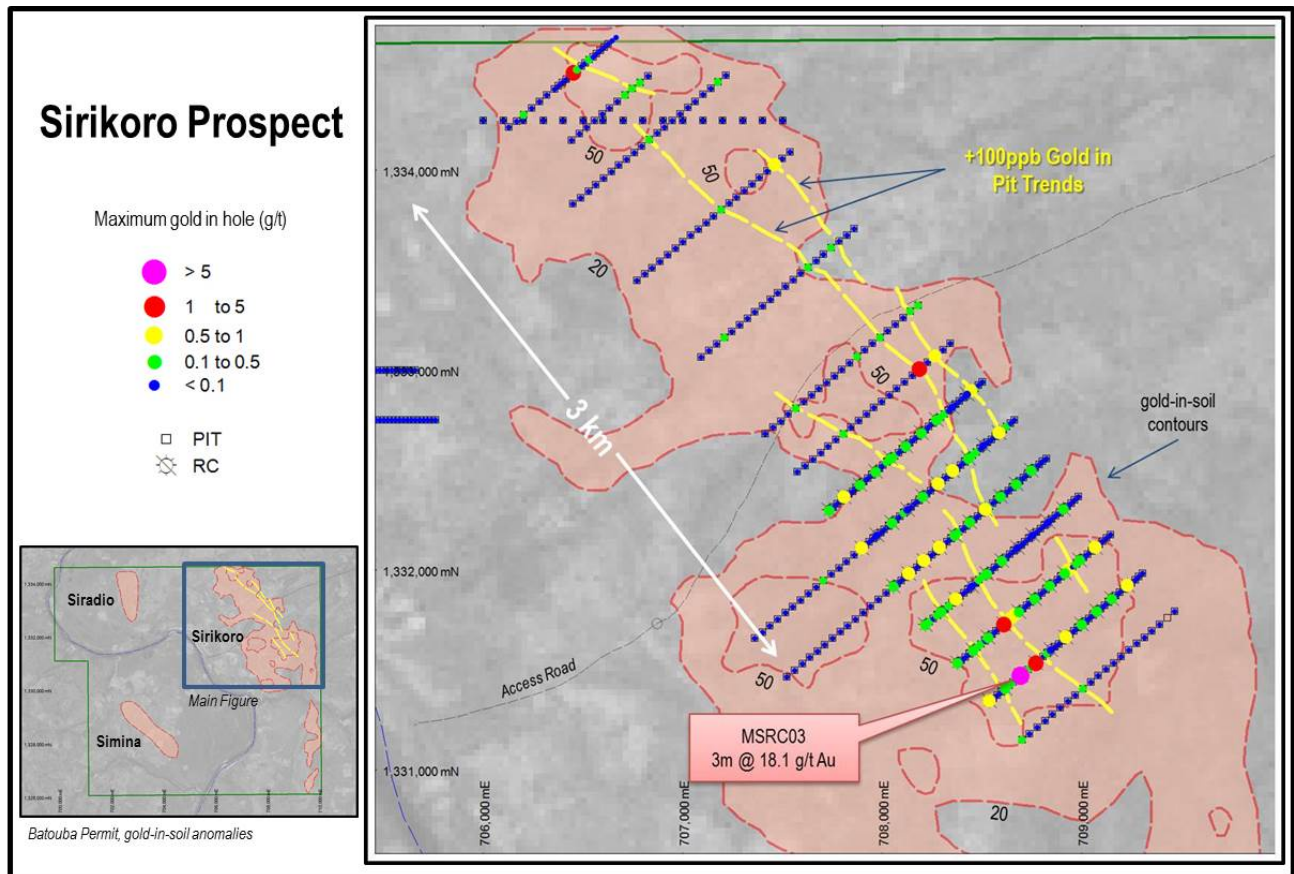 Sirikoro Prospect
Maximum gold in hole (g/t)
> 5
1 to 5
0.5 to 1
0.1 to 0.5
< 0.1
PIT
RC
Siradio
Sirikoro
Main Figure
Simina
Batouba Permit, gold-in-soil anomalies
1,334,000 mN
50
50
+100ppb Gold in
Pit Trends
20
3 km
50
gold-in-soil
contours
1,332,000 mN
50
50
Access Road
MSRC03
3m @ 18.1 g/t Au
1,331,000 mN
20
706,000 mE
707,000 mE
708,000 mE
709,000 mE